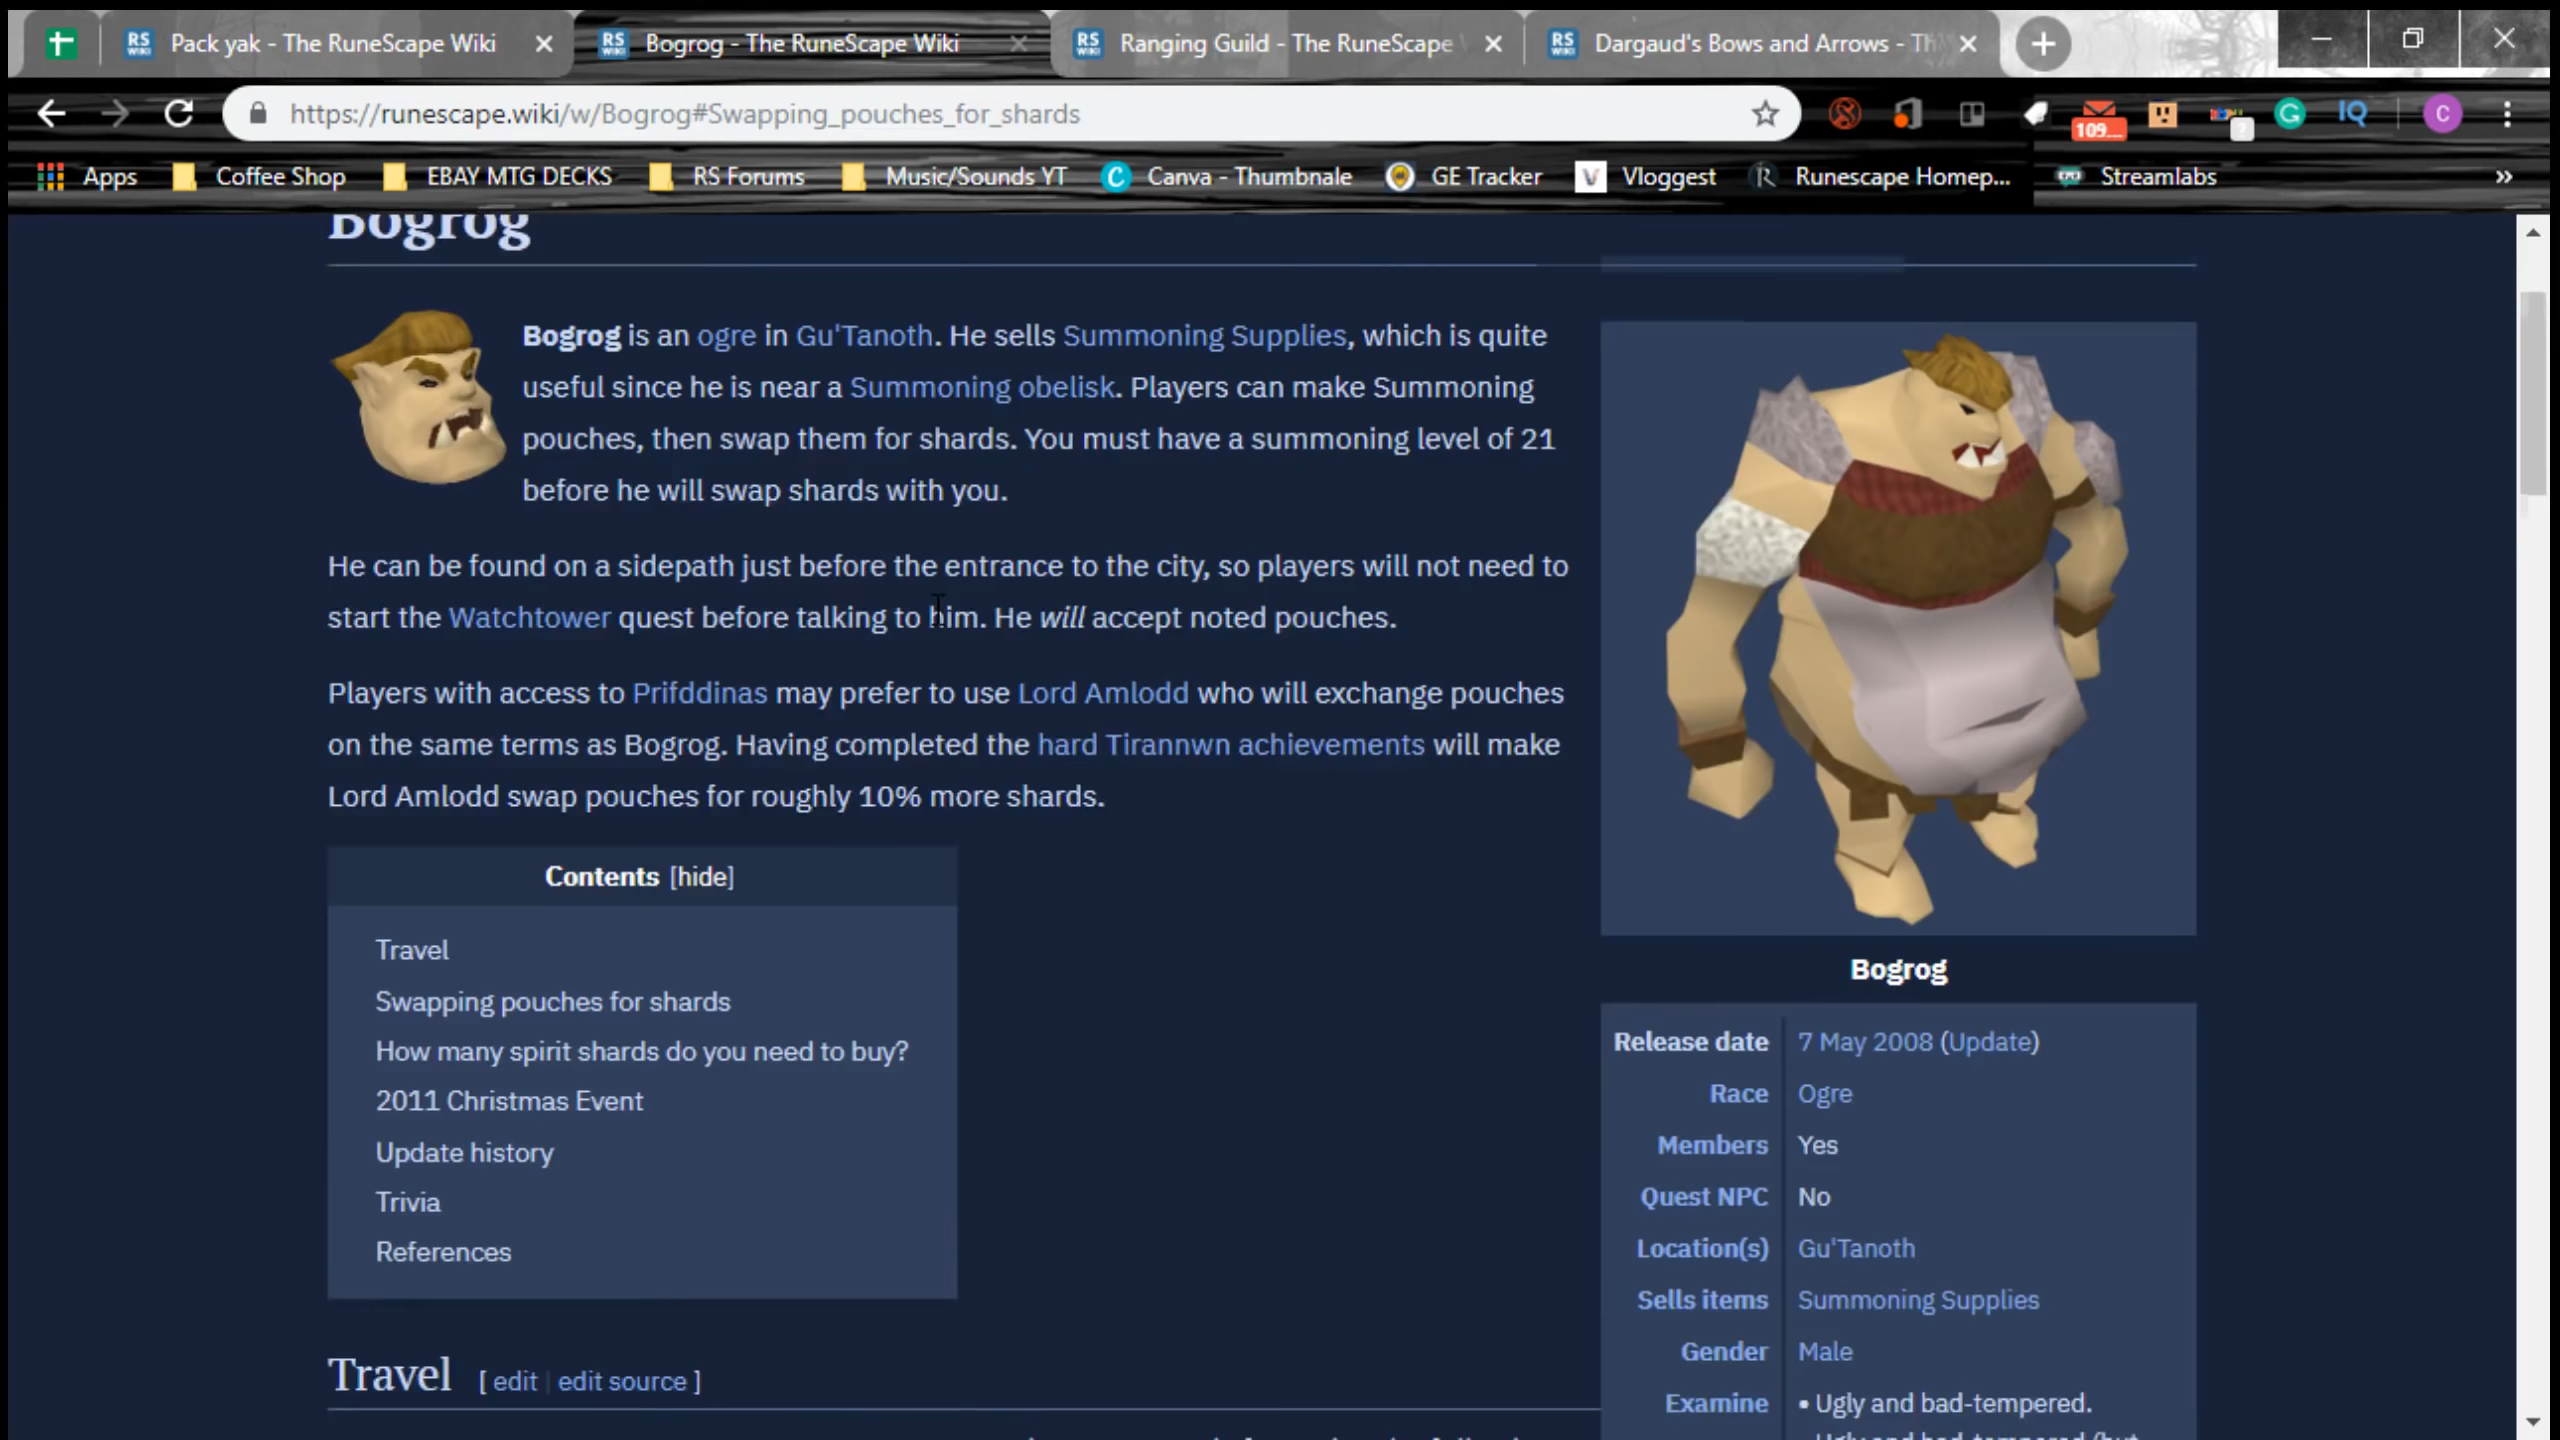 Pack yak - The RuneScape Wiki
Bogrog - The RuneScape Wiki
Ranging Guild - The RuneScape
Dargaud's Bows and Arrows - Th
https://runescape.wiki/w/Bogrog#Swapping_pouches_for_shards
109...
IQ
C
Apps
Coffee Shop
EBAY MTG DECKS
RS Forums
Music/Sounds YT
Canva - Thumbnale
GE Tracker
Vloggest
Runescape Homep...
Streamlabs
»
Bogrog
Bogrog is an ogre in Gu'Tanoth. He sells Summoning Supplies, which is quite
useful since he is near a Summoning obelisk. Players can make Summoning
pouches, then swap them for shards. You must have a summoning level of 21
before he will swap shards with you.
He can be found on a sidepath just before the entrance to the city, so players will not need to
start the Watchtower quest before talking to him. He will accept noted pouches.
Players with access to Prifddinas may prefer to use Lord Amlodd who will exchange pouches
on the same terms as Bogrog. Having completed the hard Tirannwn achievements will make
Lord Amlodd swap pouches for roughly 10% more shards.
Contents [hide]
Travel
Swapping pouches for shards
How many spirit shards do you need to buy?
2011 Christmas Event
Update history
Trivia
References
Travel [ edit | edit source ]
Bogrog
Release date 7 May 2008 (Update)
Race Ogre
Members Yes
Quest NPC No
Location(s) Gu'Tanoth
Sells items Summoning Supplies
Gender Male
Examine • Ugly and bad-tempered.